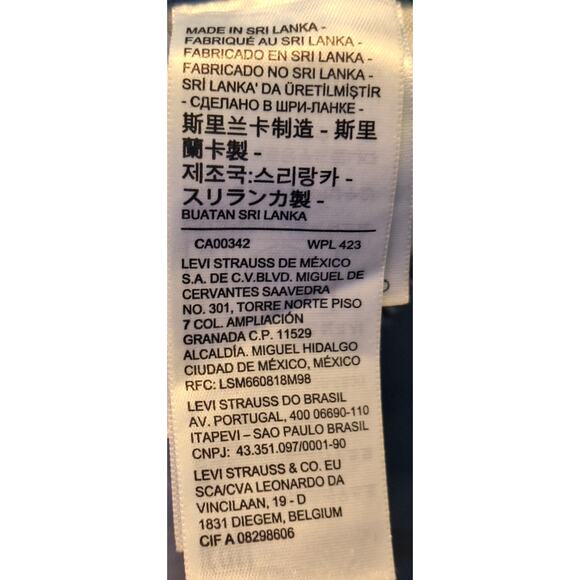 MADE IN SRI LANKA -
FABRIQUÉ AU SRI LANKA -
FABRICADO EN SRI LANKA -
FABRICADO NO SRI LANKA -
SRİ LANKA' DA ÜRETİLMİŞTİR
- СДЕЛАНО В ШРИ-ЛАНКЕ -
斯里兰卡制造 - 斯里
蘭卡製 -
제조국:스리랑카 -
スリランカ製 -
BUATAN SRI LANKA
CA00342 WPL 423
LEVI STRAUSS DE MÉXICO
S.A. DE C.V.BLVD. MIGUEL DE
CERVANTES SAAVEDRA
NO. 301, TORRE NORTE PISO
7 COL. AMPLIACIÓN
GRANADA C.P. 11529
ALCALDÍA. MIGUEL HIDALGO
CIUDAD DE MÉXICO, MÉXICO
RFC: LSM660818M98
LEVI STRAUSS DO BRASIL
AV. PORTUGAL, 400 06690-110
ITAPEVI – SAO PAULO BRASIL
CNPJ: 43.351.097/0001-90
LEVI STRAUSS & CO. EU
SCA/CVA LEONARDO DA
VINCILAAN, 19 - D
1831 DIEGEM, BELGIUM
CIF A 08298606